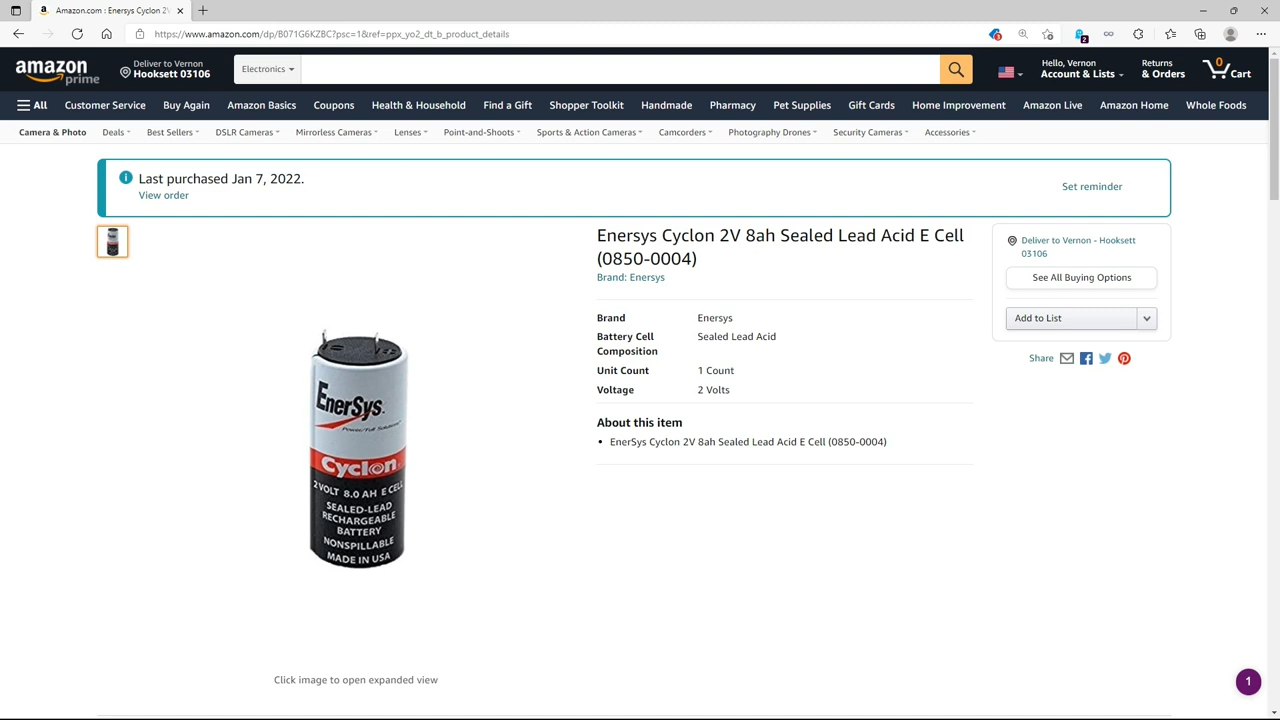 Amazon.com : Enersys Cyclon 2V
https://www.amazon.com/dp/B071G6KZBC?psc=1&ref=ppx_yo2_dt_b_product_details
3
2
amazon
prime
Deliver to Vernon
Hooksett 03106
Electronics
Hello, Vernon
Account & Lists
Returns
& Orders
0
Cart
All
Customer Service
Buy Again
Amazon Basics
Coupons
Health & Household
Find a Gift
Shopper Toolkit
Handmade
Pharmacy
Pet Supplies
Gift Cards
Home Improvement
Amazon Live
Amazon Home
Whole Foods
Camera & Photo
Deals
Best Sellers
DSLR Cameras
Mirrorless Cameras
Lenses
Point-and-Shoots
Sports & Action Cameras
Camcorders
Photography Drones
Security Cameras
Accessories
Last purchased Jan 7, 2022.
View order
Set reminder
Enersys Cyclon 2V 8ah Sealed Lead Acid E Cell
(0850-0004)
Brand: Enersys
Brand Enersys
Battery Cell Sealed Lead Acid
Composition
Unit Count 1 Count
Voltage 2 Volts
About this item
• EnerSys Cyclon 2V 8ah Sealed Lead Acid E Cell (0850-0004)
Deliver to Vernon - Hooksett
03106
See All Buying Options
Add to List
Share
EnerSys
Power/Full Solutions
Cyclon
2 VOLT 8.0 AH E CELL
SEALED-LEAD
RECHARGEABLE
BATTERY
NONSPILLABLE
MADE IN USA
Click image to open expanded view
1